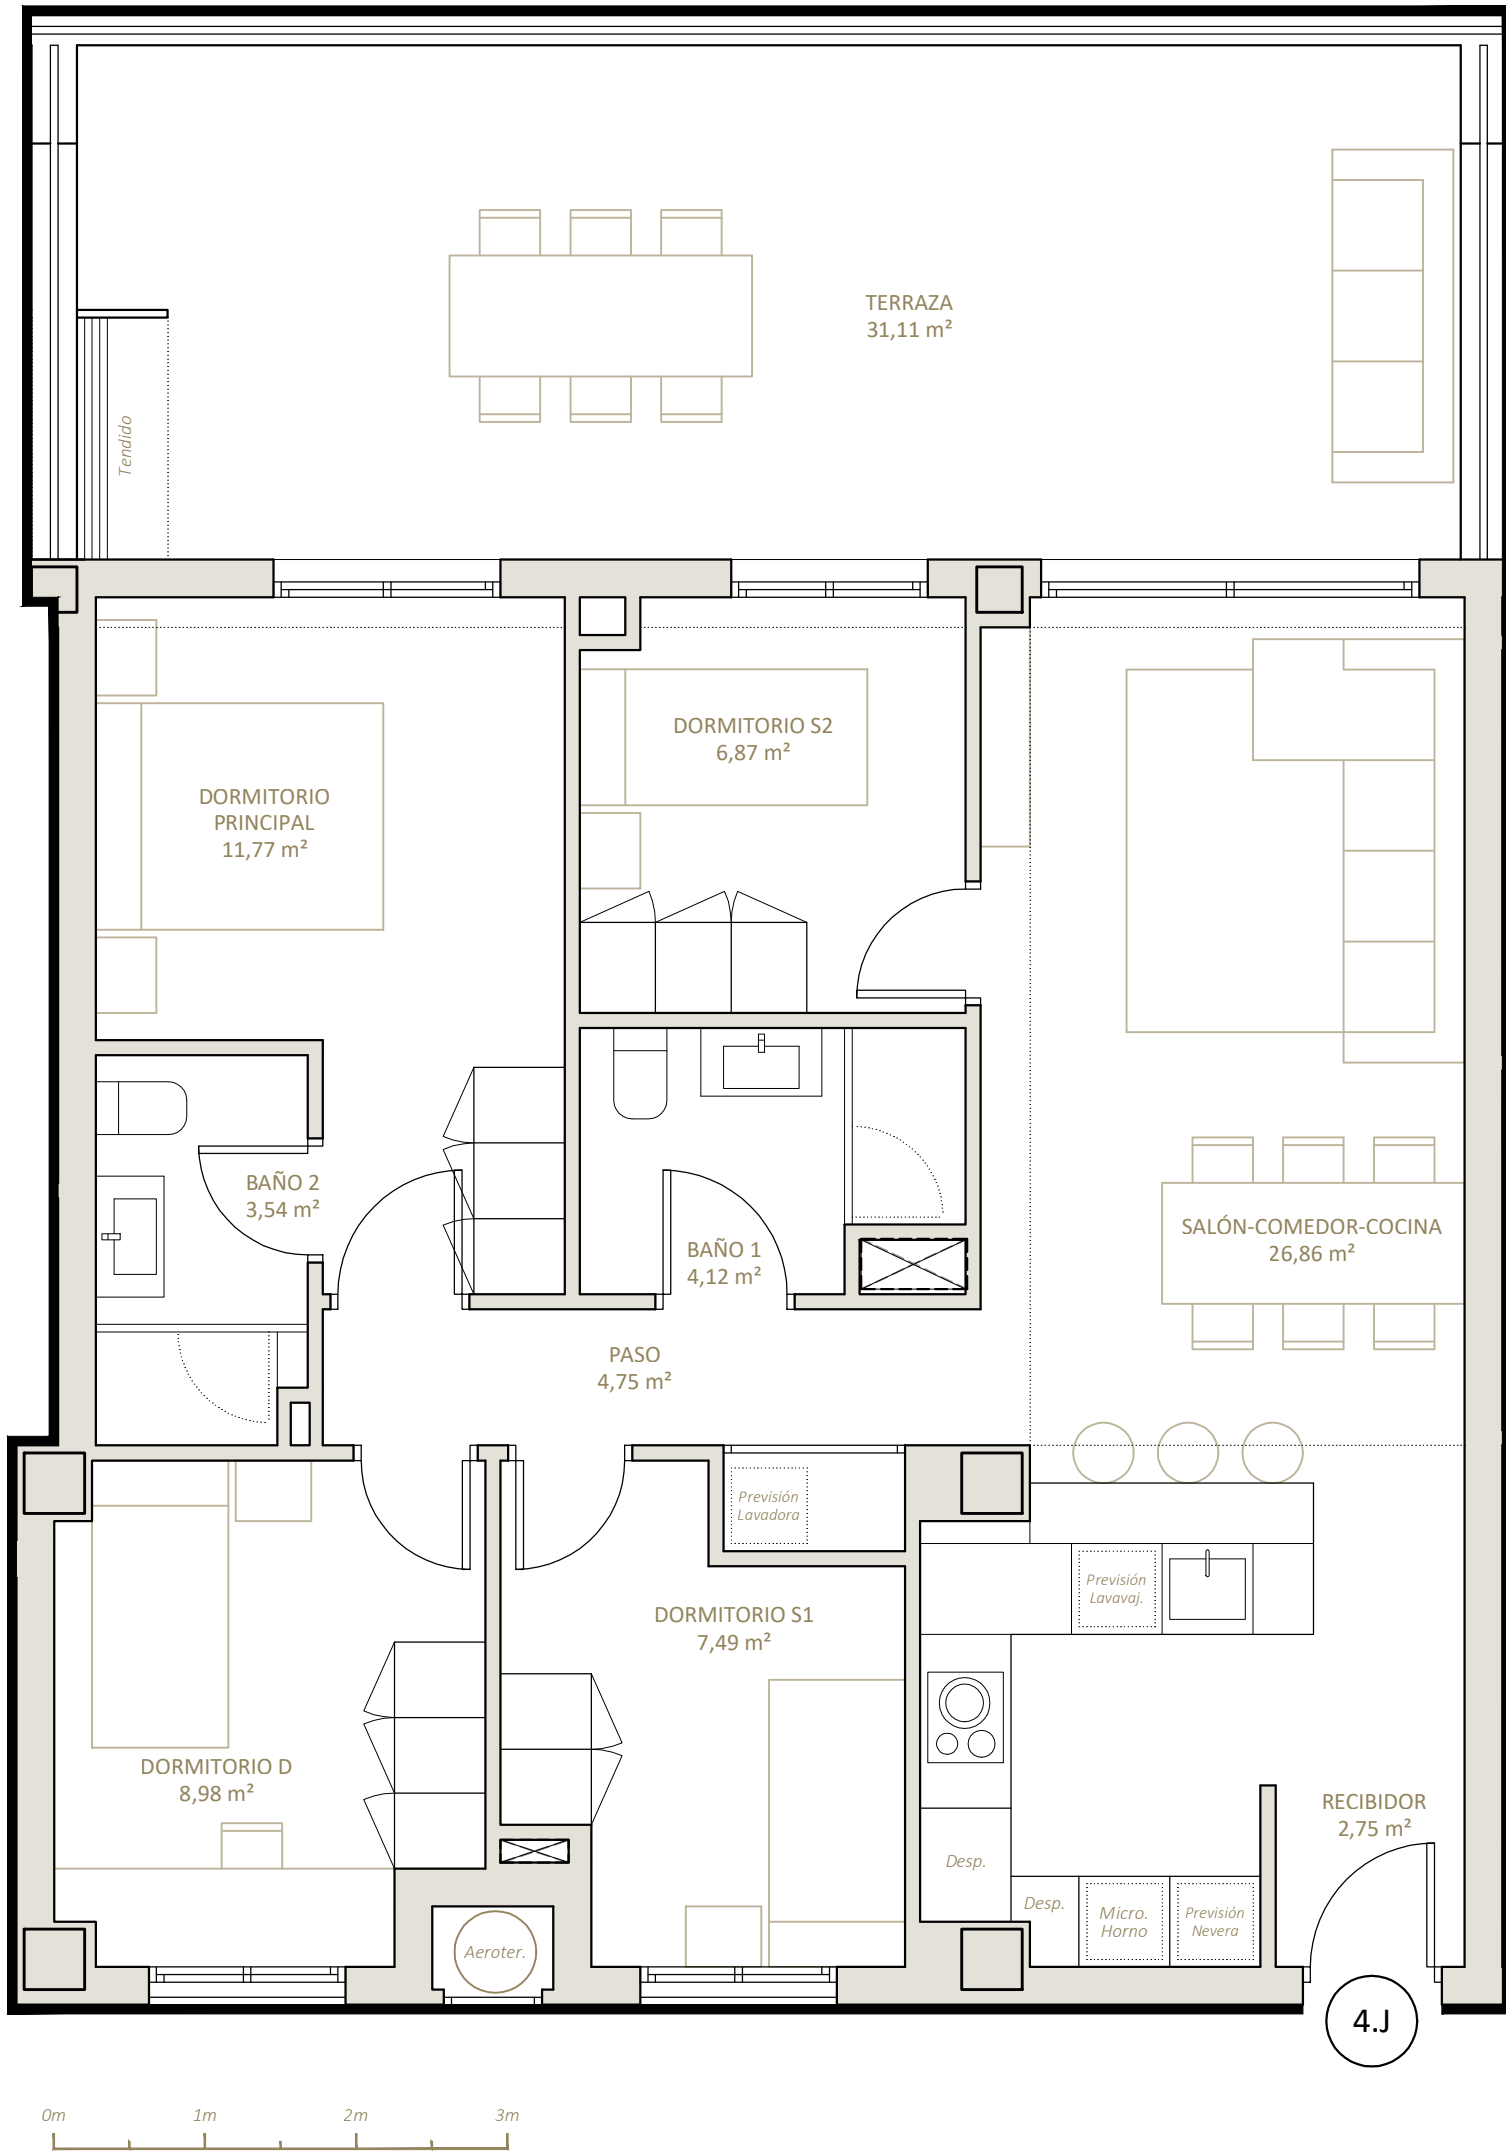 TERRAZA
31,11 m²
Tendido
DORMITORIO S2
6,87 m²
DORMITORIO
PRINCIPAL
11,77 m²
BAÑO 2
3,54 m²
BAÑO 1
4,12 m²
SALÓN-COMEDOR-COCINA
26,86 m²
PASO
4,75 m²
Previsión
Lavadora
Previsión
Lavavaj.
DORMITORIO S1
7,49 m²
DORMITORIO D
8,98 m²
RECIBIDOR
2,75 m²
Desp.
Desp.
Micro.
Horno
Previsión
Nevera
Aeroter.
4.J
0m 1m 2m 3m